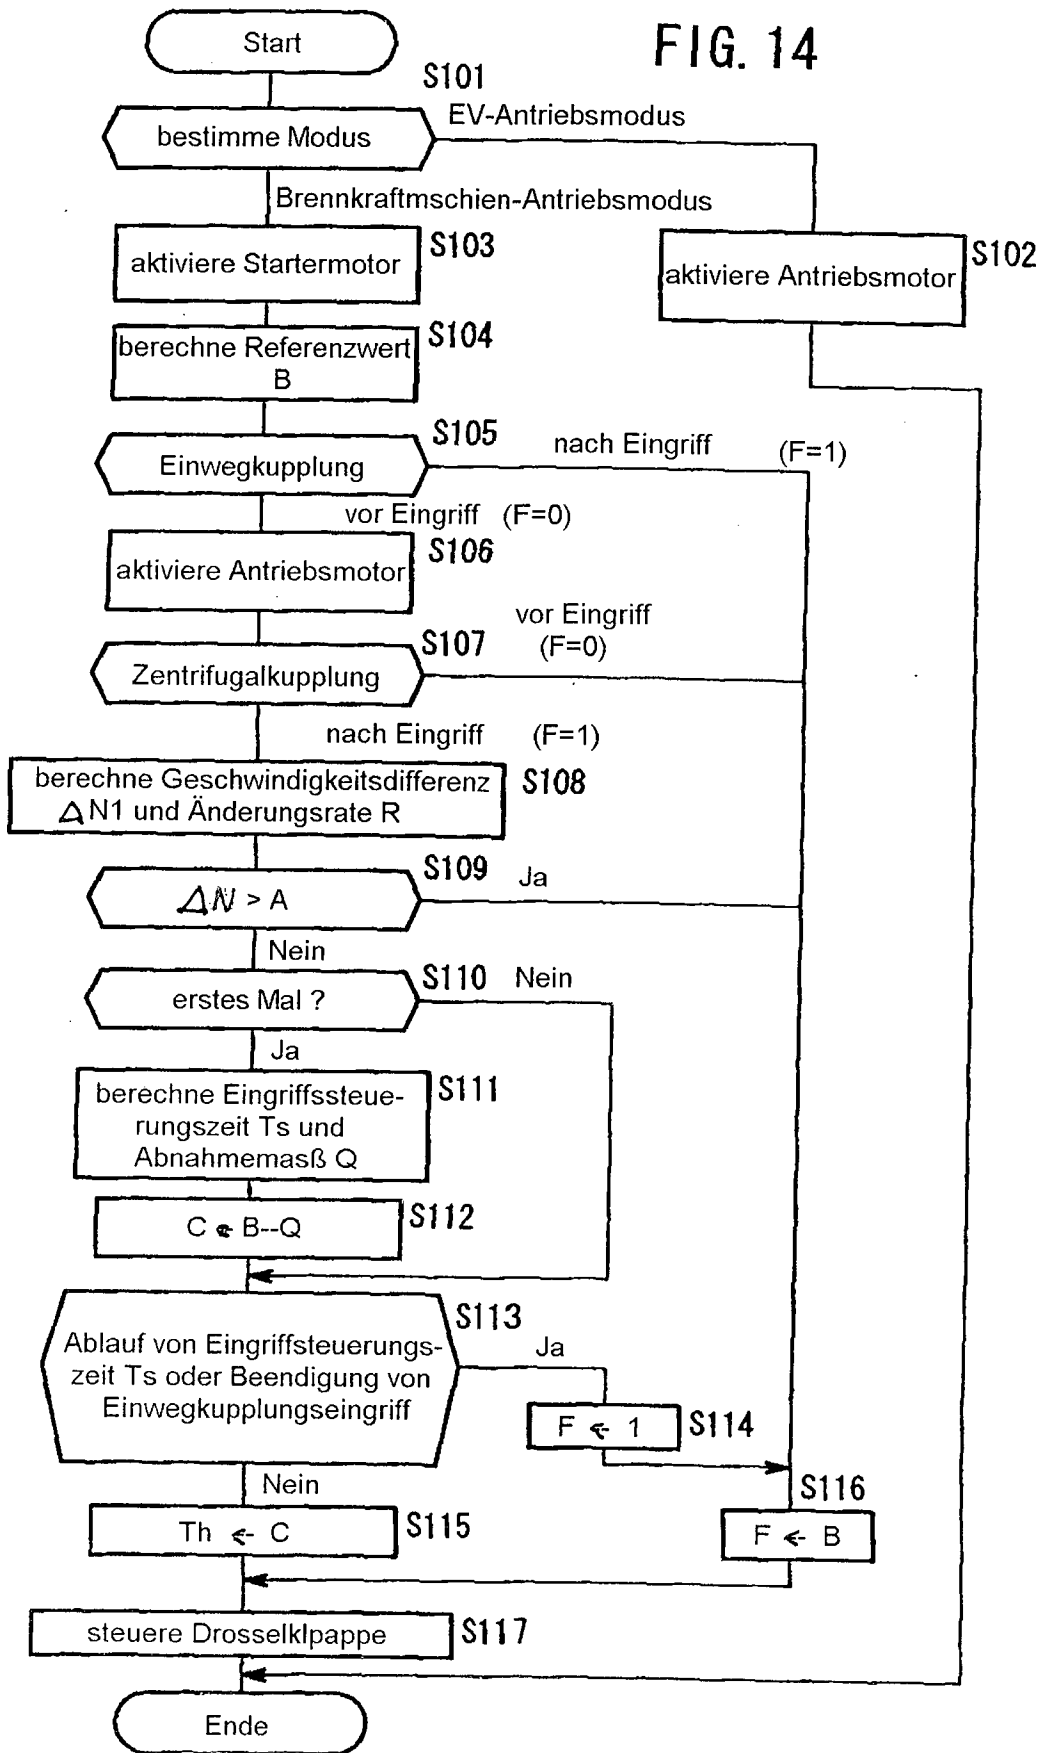 FIG. 14
Start
S101
bestimme Modus
EV-Antriebsmodus
Brennkraftmschien-Antriebsmodus
S103
aktiviere Startermotor
S102
aktiviere Antriebsmotor
S104
berechne Referenzwert
B
S105
Einwegkupplung
nach Eingriff (F=1)
vor Eingriff (F=0)
S106
aktiviere Antriebsmotor
S107
Zentrifugalkupplung
vor Eingriff
(F=0)
nach Eingriff (F=1)
S108
berechne Geschwindigkeitsdifferenz
△N1 und Änderungsrate R
S109
ΔN > A
Ja
Nein
S110
erstes Mal ?
Nein
Ja
S111
berechne Eingriffssteue-
rungszeit Ts und
Abnahmemasß Q
S112
C ← B--Q
S113
Ablauf von Eingriffsteuerungs-
zeit Ts oder Beendigung von
Einwegkupplungseingriff
Ja
F ← 1
S114
Nein
S116
Th ← C
S115
F ← B
steuere Drosselklpappe
S117
Ende